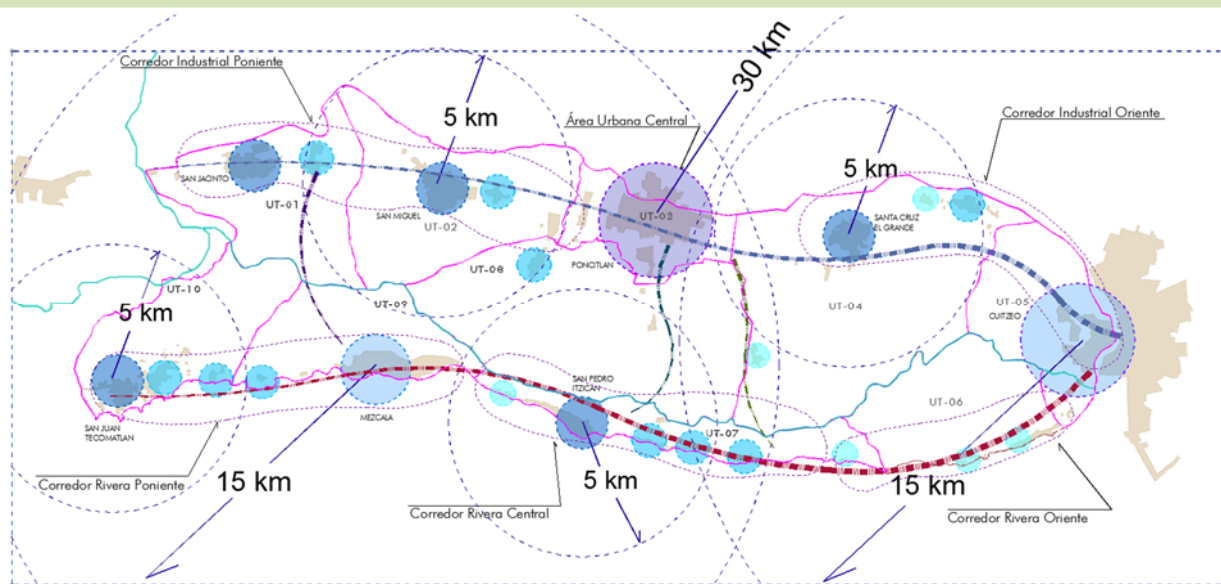 30 km
Corredor Industrial Poniente
5 km
Área Urbana Central
Corredor Industrial Oriente
5 km
SAN JACINTO
UT-01
SAN MIGUEL
UT-02
UT-03
SANTA CRUZ
EL GRANDE
PONCITLAN
UT-08
UT-10
UT-09
UT-04
UT-05
CUITZEO
5 km
SAN PEDRO
ITZICÁN
UT-06
MEZCALA
SAN JUAN
TECOMATLAN
UT-07
Corredor Rivera Poniente
15 km
5 km
15 km
Corredor Rivera Central
Corredor Rivera Oriente